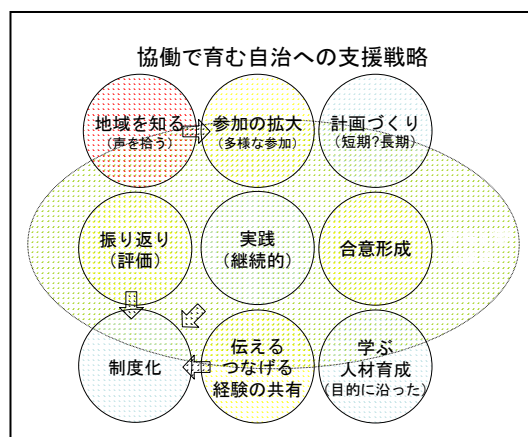 協働で育む自治への支援戦略
地域を知る
(声を拾う)
参加の拡大
(多様な参加)
計画づくり
(短期?長期)
振り返り
(評価)
実践
(継続的)
合意形成
制度化
伝える
つなげる
経験の共有
学ぶ
人材育成
(目的に沿った)